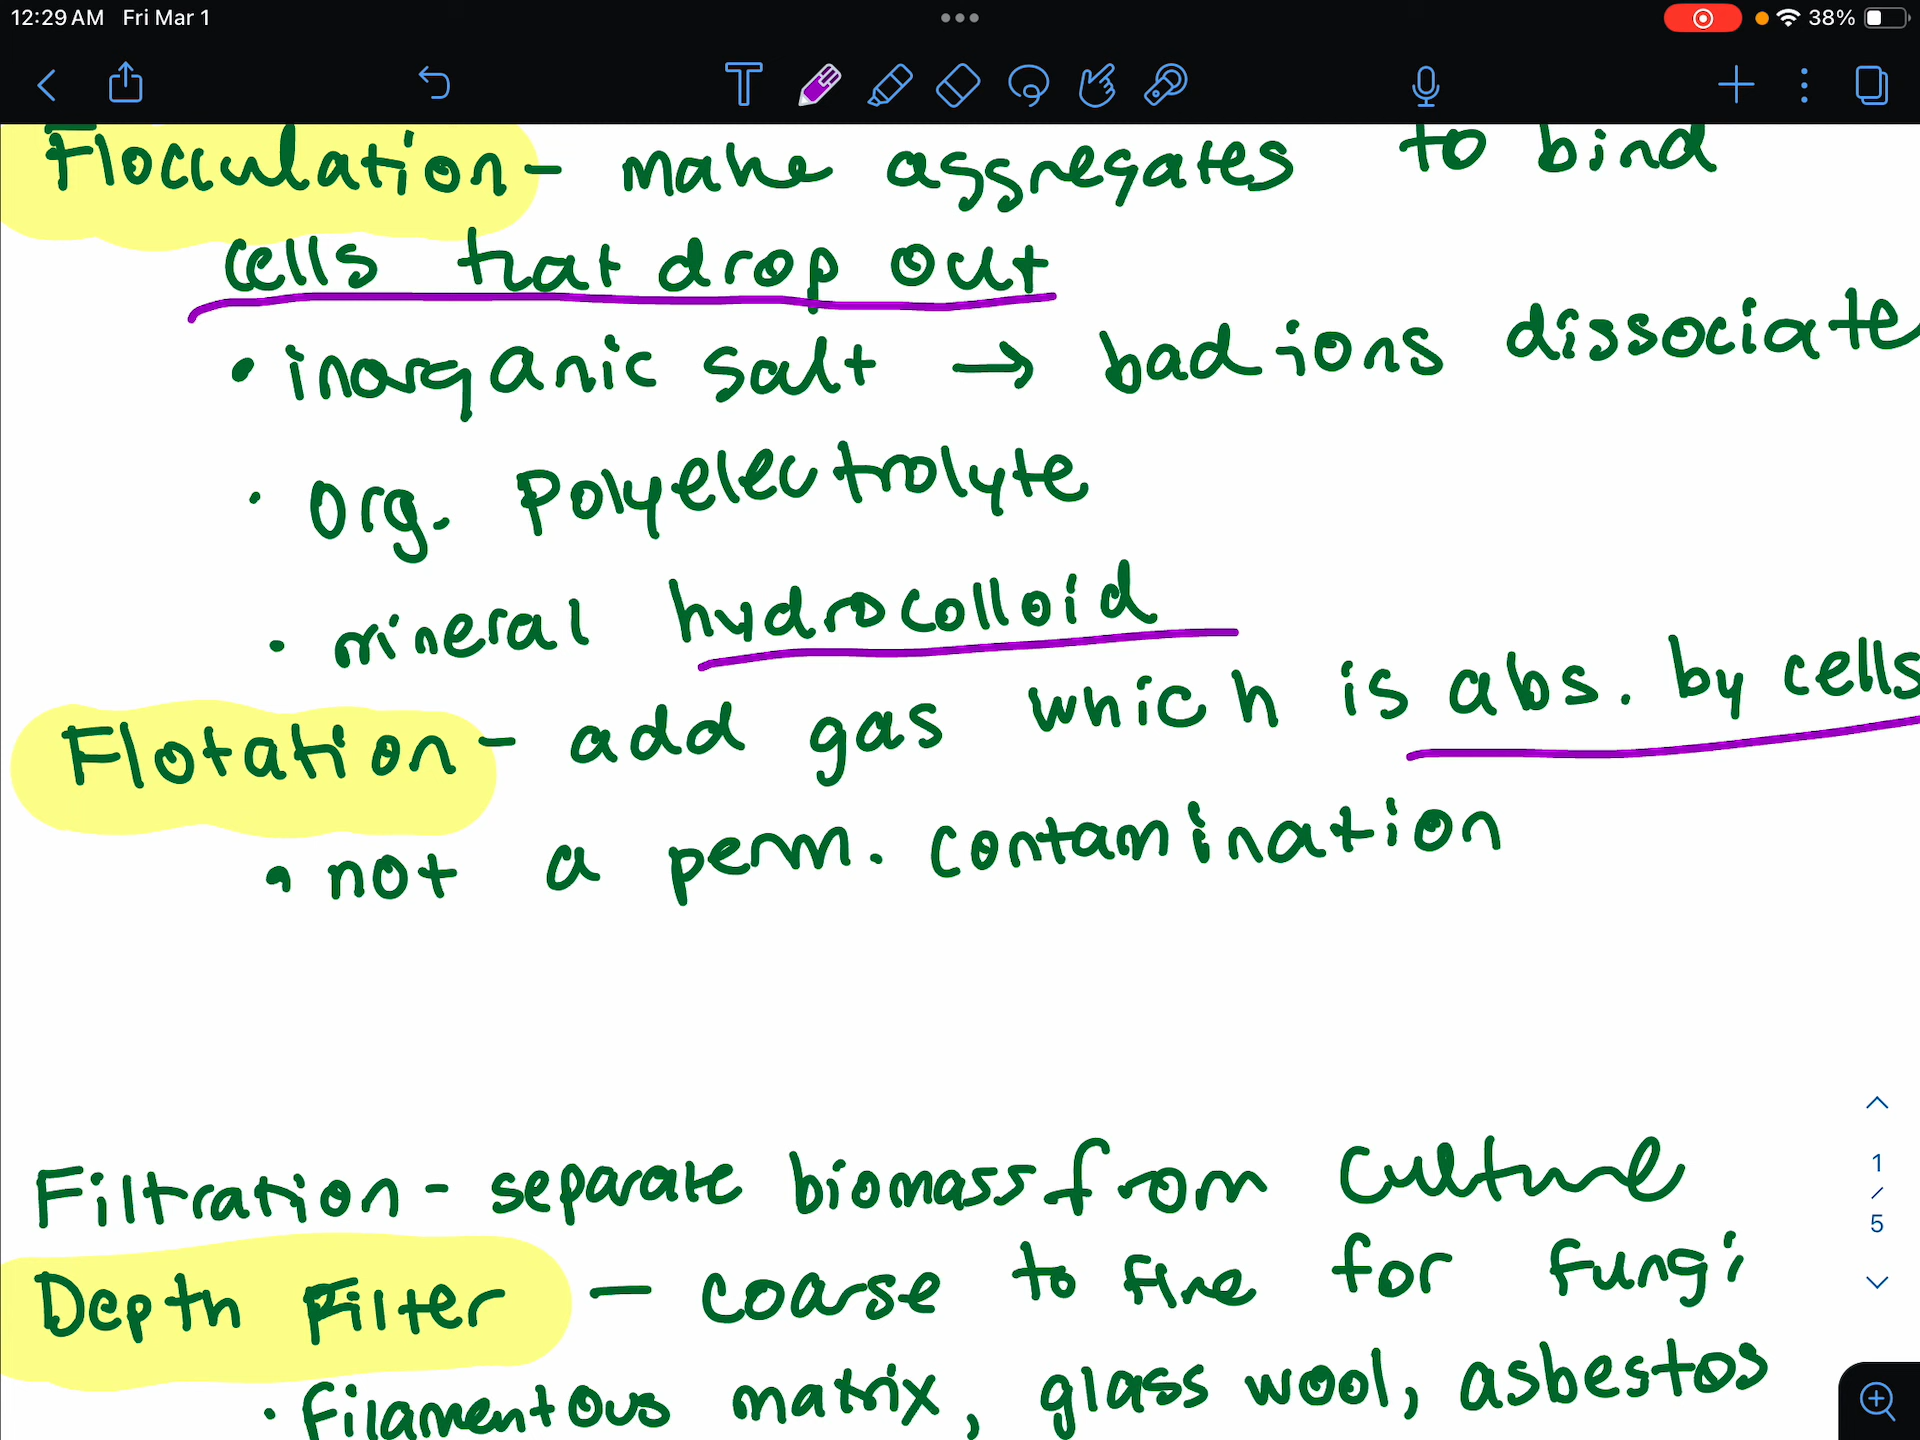 12:29 AM Fri Mar 1
38%
T
Flocculation - make aggregates to bind
cells that drop out
• inorganic salt → bad ions dissociate
• org. polyelectrolyte
• mineral hydrocolloid
Flotation - add gas which is abs. by cells
• not a perm. contamination
Filtration - separate biomass from culture
Depth Filter - coarse to fine for fungi
• filamentous matrix, glass wool, asbestos
1
/
5